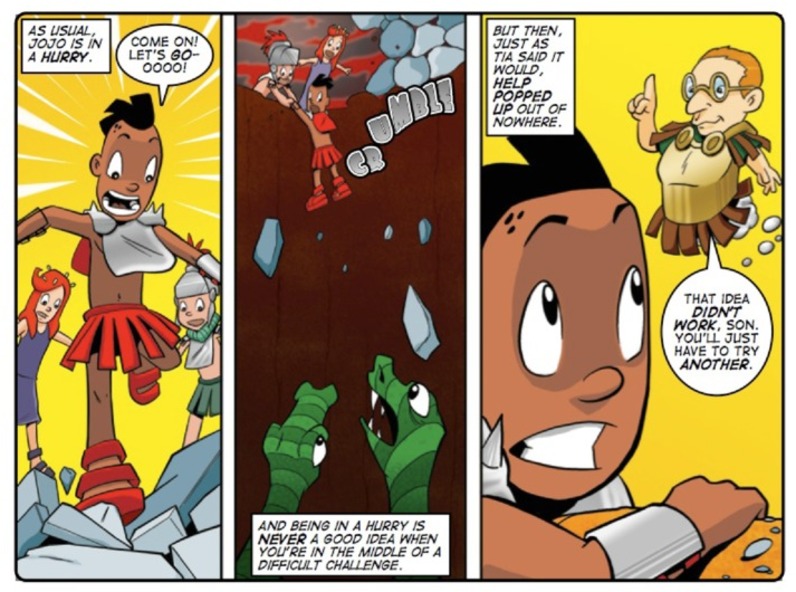 AS USUAL,
JOJO IS IN
A HURRY.
COME ON!
LET'S GO-
OOOO!
CRUMBLE
AND BEING IN A HURRY IS
NEVER A GOOD IDEA WHEN
YOU'RE IN THE MIDDLE OF A
DIFFICULT CHALLENGE.
BUT THEN,
JUST AS
TIA SAID IT
WOULD,
HELP
POPPED
UP OUT OF
NOWHERE.
THAT IDEA
DIDN'T
WORK, SON.
YOU'LL JUST
HAVE TO TRY
ANOTHER.